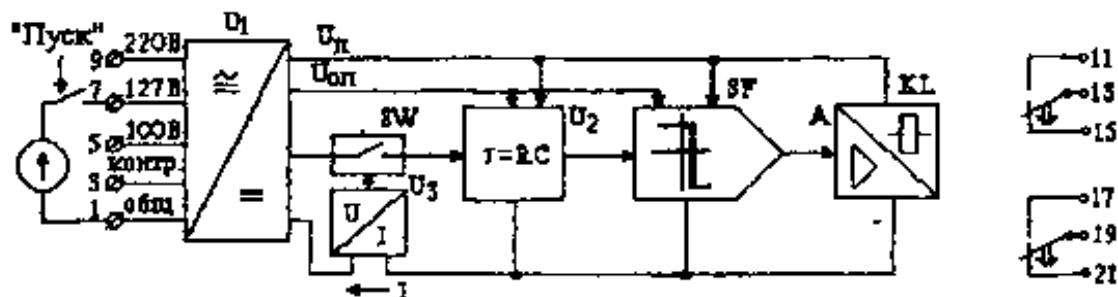 "Пуск"
U1
9 220В
7 127В
5 100В
3 контр
1 общ
≅
=
Uп
Uоп
SW
U3
U
I
I
τ=RC
U2
SF
A
KL
11
13
15
17
19
21